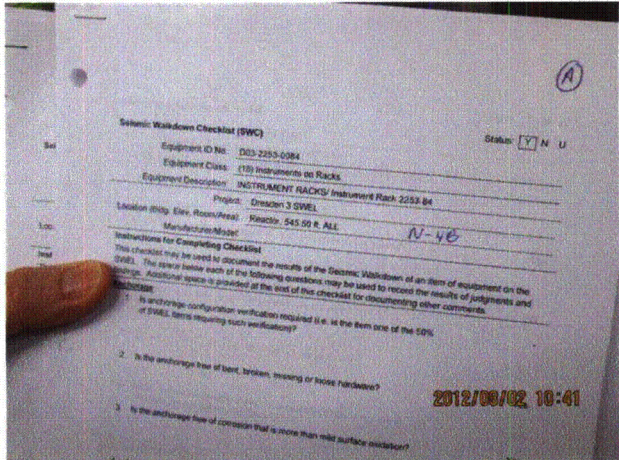 A
Seismic Walkdown Checklist (SWC)
Status: Y N U
Equipment ID No. D03-2253-0084
Equipment Class (18) Instruments on Racks
Equipment Description INSTRUMENT RACKS/ Instrument Rack 2253-84
Project: Dresden 3 SWEL
Location (Bldg, Elev, Room/Area) Reactor, 545.50 ft, ALL
N-46
Manufacturer/Model
Instructions for Completing Checklist
This checklist may be used to document the results of the Seismic Walkdown of an item of equipment on the
SWEL. The space below each of the following questions may be used to record the results of judgments and
findings. Additional space is provided at the end of this checklist for documenting other comments.
Anchorage
1. Is anchorage configuration verification required (i.e. is the item one of the 50%
of SWEL items requiring such verification)?
2. Is the anchorage free of bent, broken, missing or loose hardware?
2012/08/02 10:41
3. Is the anchorage free of corrosion that is more than mild surface oxidation?